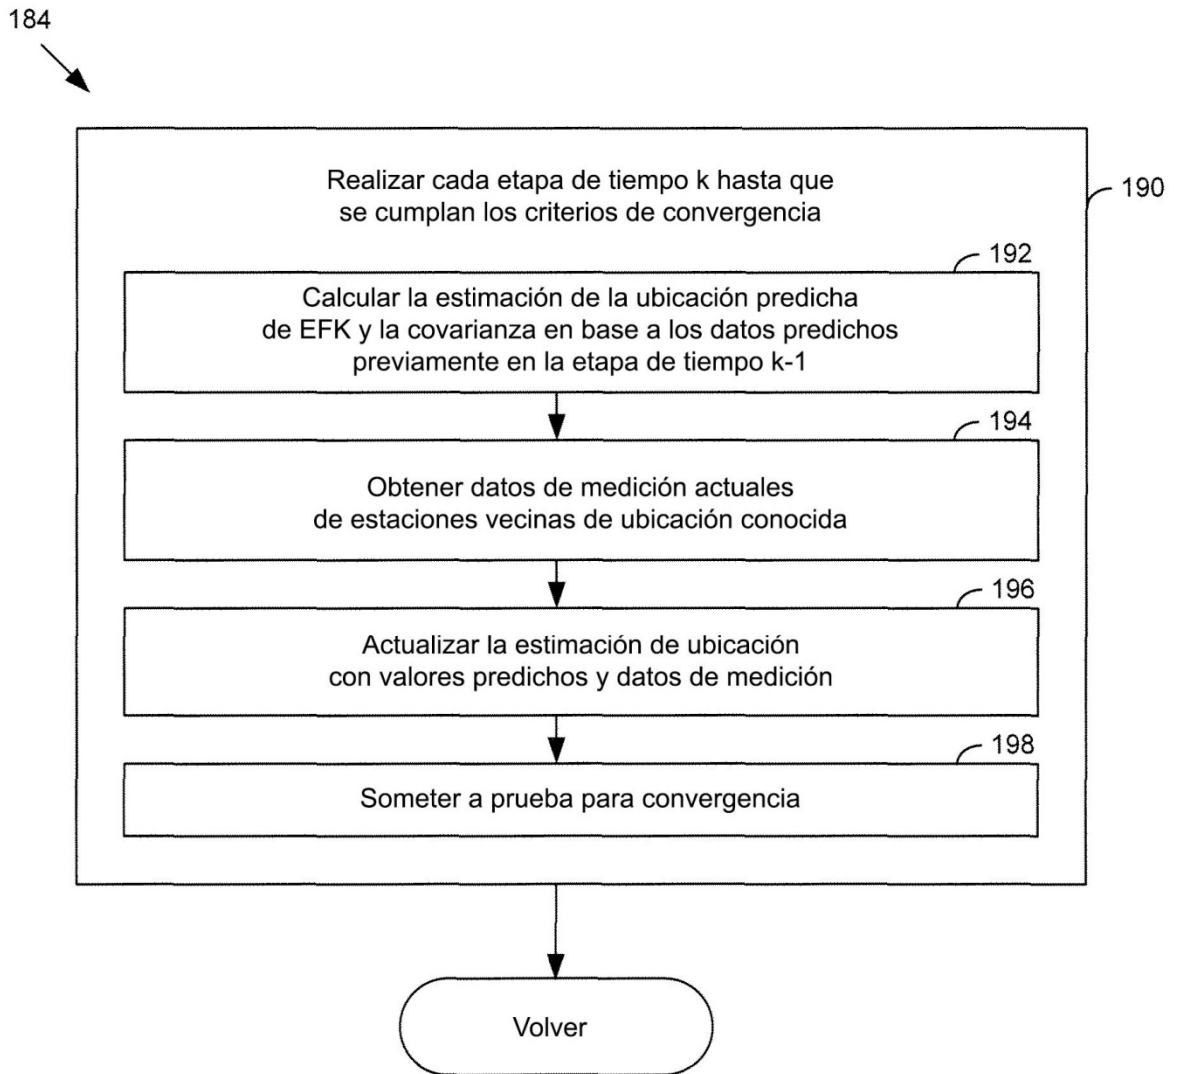 184
Realizar cada etapa de tiempo k hasta que
se cumplan los criterios de convergencia
190
192
Calcular la estimación de la ubicación predicha
de EFK y la covarianza en base a los datos predichos
previamente en la etapa de tiempo k-1
194
Obtener datos de medición actuales
de estaciones vecinas de ubicación conocida
196
Actualizar la estimación de ubicación
con valores predichos y datos de medición
198
Someter a prueba para convergencia
Volver